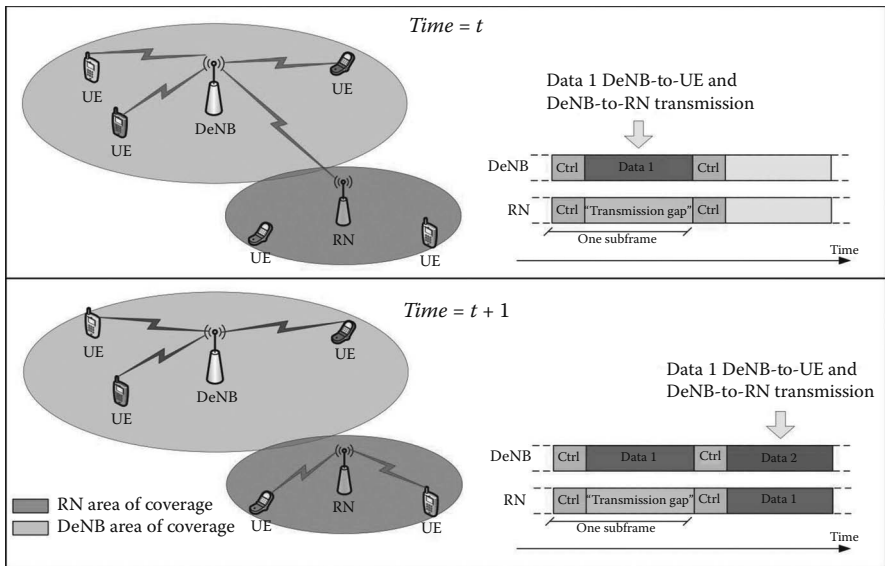 Time = t
UE
UE
UE
DeNB
RN
UE
UE
Data 1 DeNB-to-UE and
DeNB-to-RN transmission
DeNB
Ctrl
Data 1
Ctrl
RN
Ctrl
"Transmission gap"
Ctrl
One subframe
Time
Time = t + 1
UE
UE
UE
DeNB
RN
UE
UE
RN area of coverage
DeNB area of coverage
Data 1 DeNB-to-UE and
DeNB-to-RN transmission
DeNB
Ctrl
Data 1
Ctrl
Data 2
RN
Ctrl
"Transmission gap"
Ctrl
Data 1
One subframe
Time